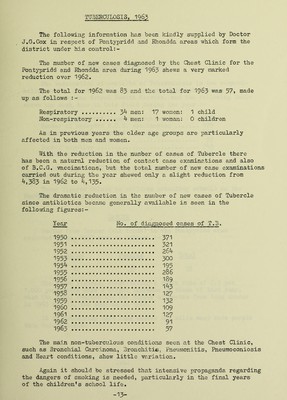 TUBERCULOSIS, 1963
The following information has been kindly supplied by Doctor
J.G.Cox in respect of Pontypridd and Rhondda areas which form the
district under his control:-
The number of new cases diagnosed by the Chest Clinic for the
Pontypridd and Rhondda area during 1963 shews a very marked
reduction over 1962.
The total for 1962 was 83 and the total for 1963 was 57, made
up as follows :-
Respiratory .......... 34 men: 17 women: 1 child
Non-respiratory ...... 4 men: 1 woman: 0 children
As in previous years the older age groups are particularly
affected in both men and women.
With the reduction in the number of cases of Tubercle there
has been a natural reduction of contact case examinations and also
of B.C.G. vaccinations, but the total number of new case examinations
carried out during the year shewed only a slight reduction from
4,383 in 1962 to 4,135.
The dramatic reduction in the number of new cases of Tubercle
since antibiotics became generally available is seen in the
following figures:-
Year No. of diagnosed cases of T.B.
1950 ........................ 371
1951 ........................ 321
1952 ........................ 264
1953 ........................ 300
1954 ........................ 195
1955 ........................ 286
1956 ........................ 189
1957 ........................ 143
1958 ........................ 127
1959 ........................ 132
1960 ........................ 109
1961 ........................ 127
1962 ........................ 91
1963 ........................ 57
The main non-tuberculous conditions seen at the Chest Clinic,
such as Bronchial Carcinoma, Bronchitis, Pneumonitis, Pneumoconiosis
and Heart conditions, shew little variation.
Again it should be stressed that intensive propaganda regarding
the dangers of smoking is needed, particularly in the final years
of the children's school life.
-13-